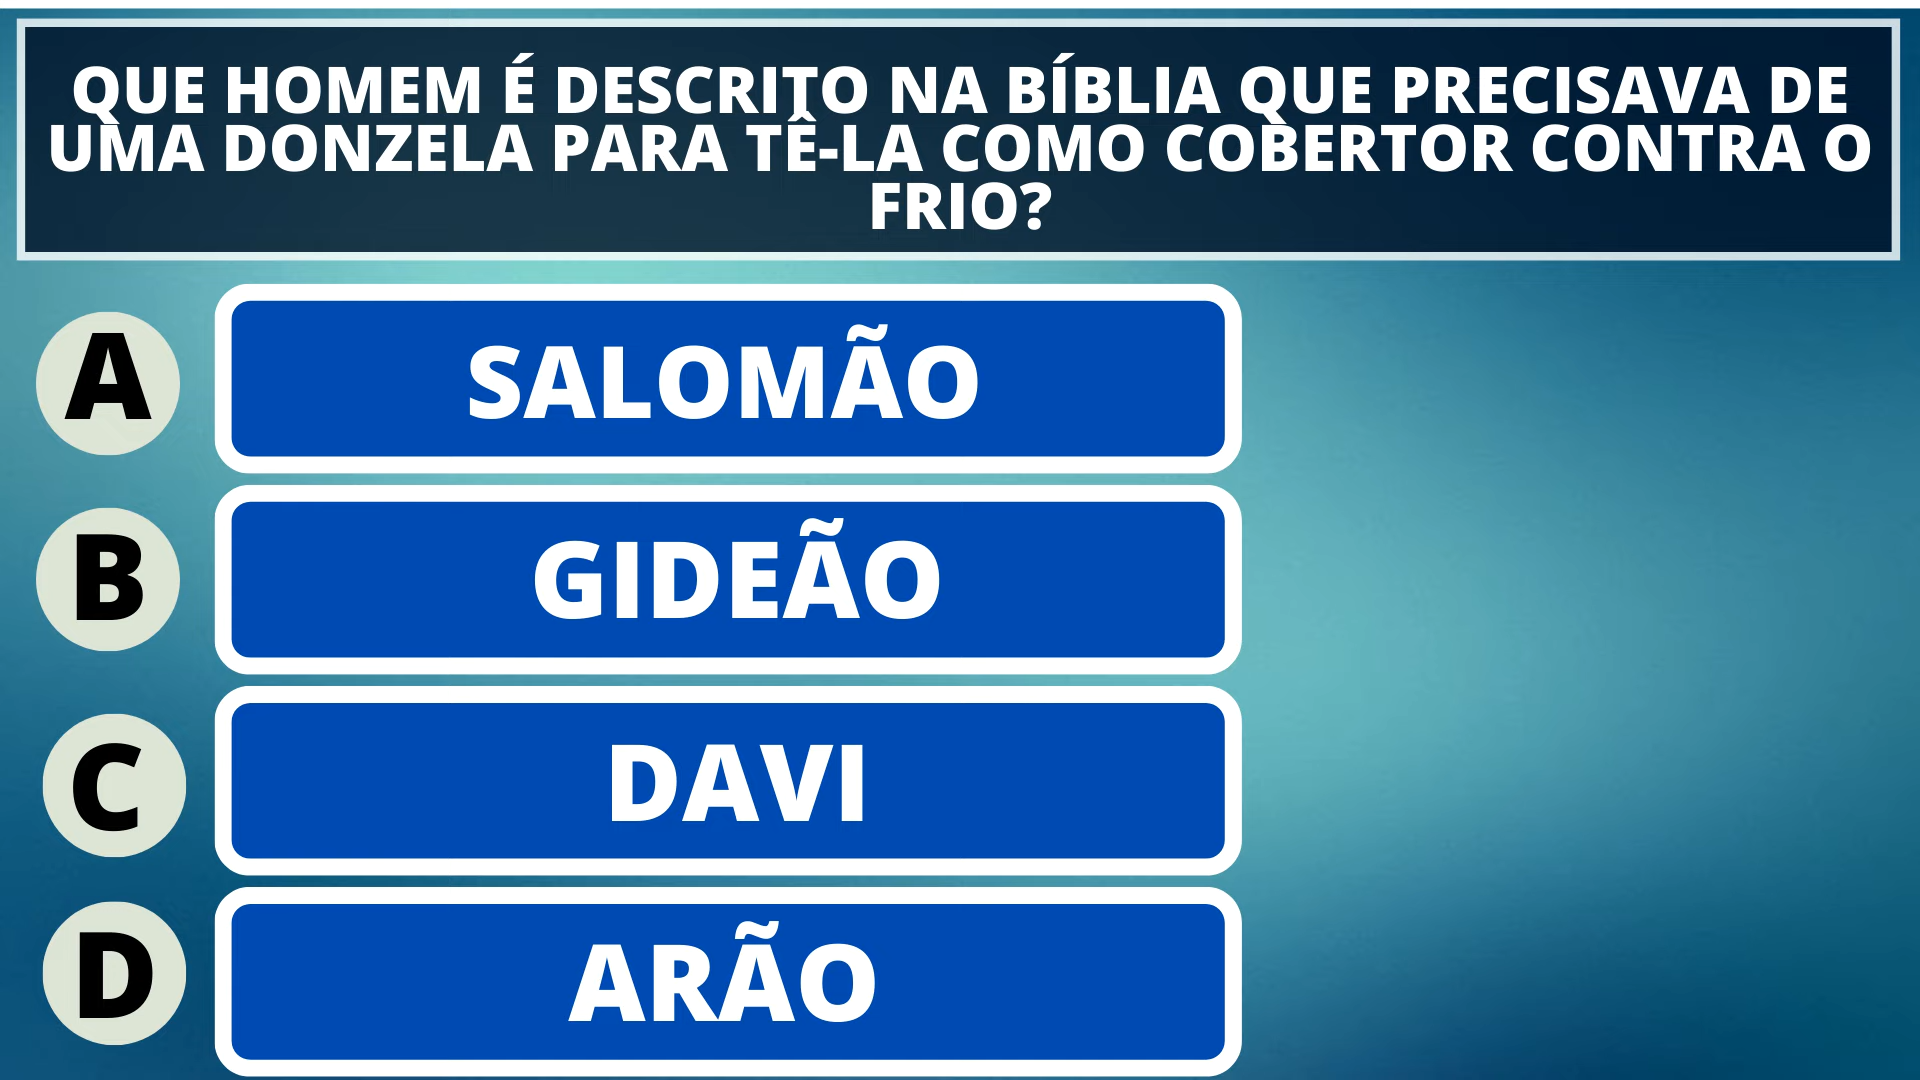 QUE HOMEM É DESCRITO NA BÍBLIA QUE PRECISAVA DE
UMA DONZELA PARA TÊ-LA COMO COBERTOR CONTRA O
FRIO?
A
SALOMÃO
B
GIDEÃO
C
DAVI
D
ARÃO